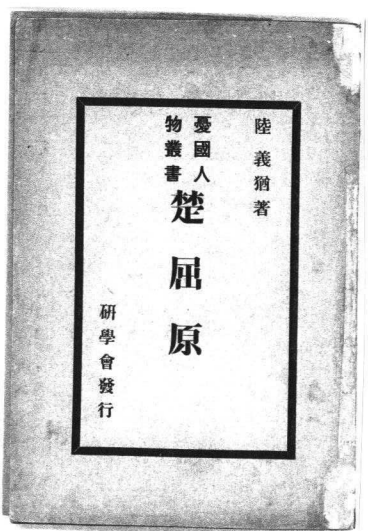 陸義猶著
憂國人
物叢書
楚屈原
研學會發行